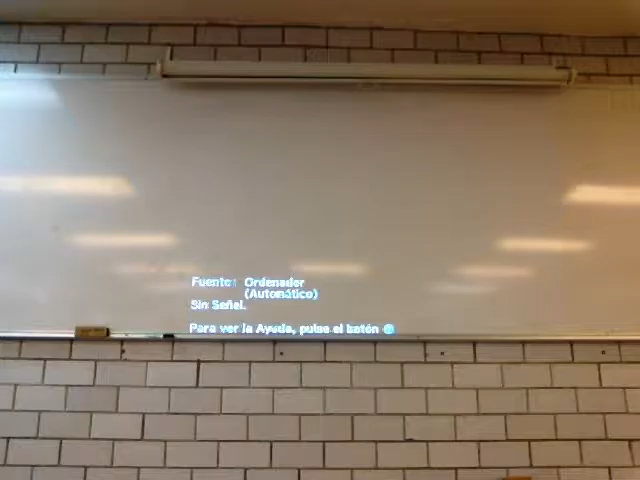 Fuente: Ordenador
(Automático)
Sin Señal.
Para ver la Ayuda, pulse el botón